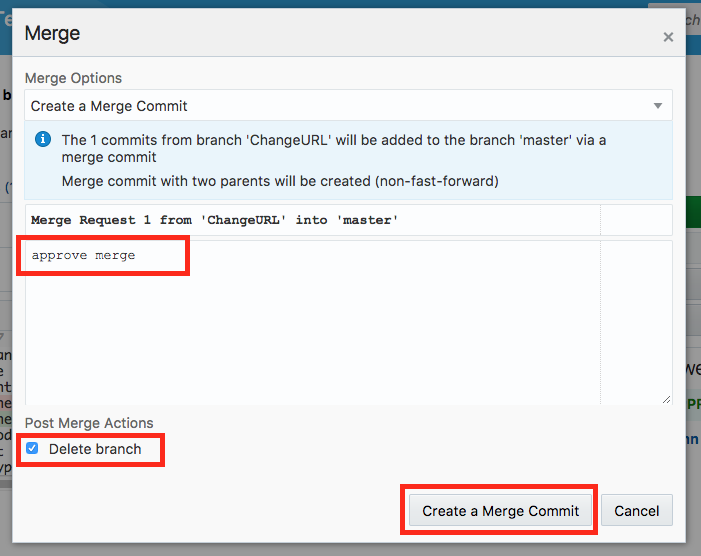 Merge
Merge Options
Create a Merge Commit
The 1 commits from branch 'ChangeURL' will be added to the branch 'master' via a
merge commit
Merge commit with two parents will be created (non-fast-forward)
Merge Request 1 from 'ChangeURL' into 'master'
approve merge
Post Merge Actions
Delete branch
Create a Merge Commit
Cancel